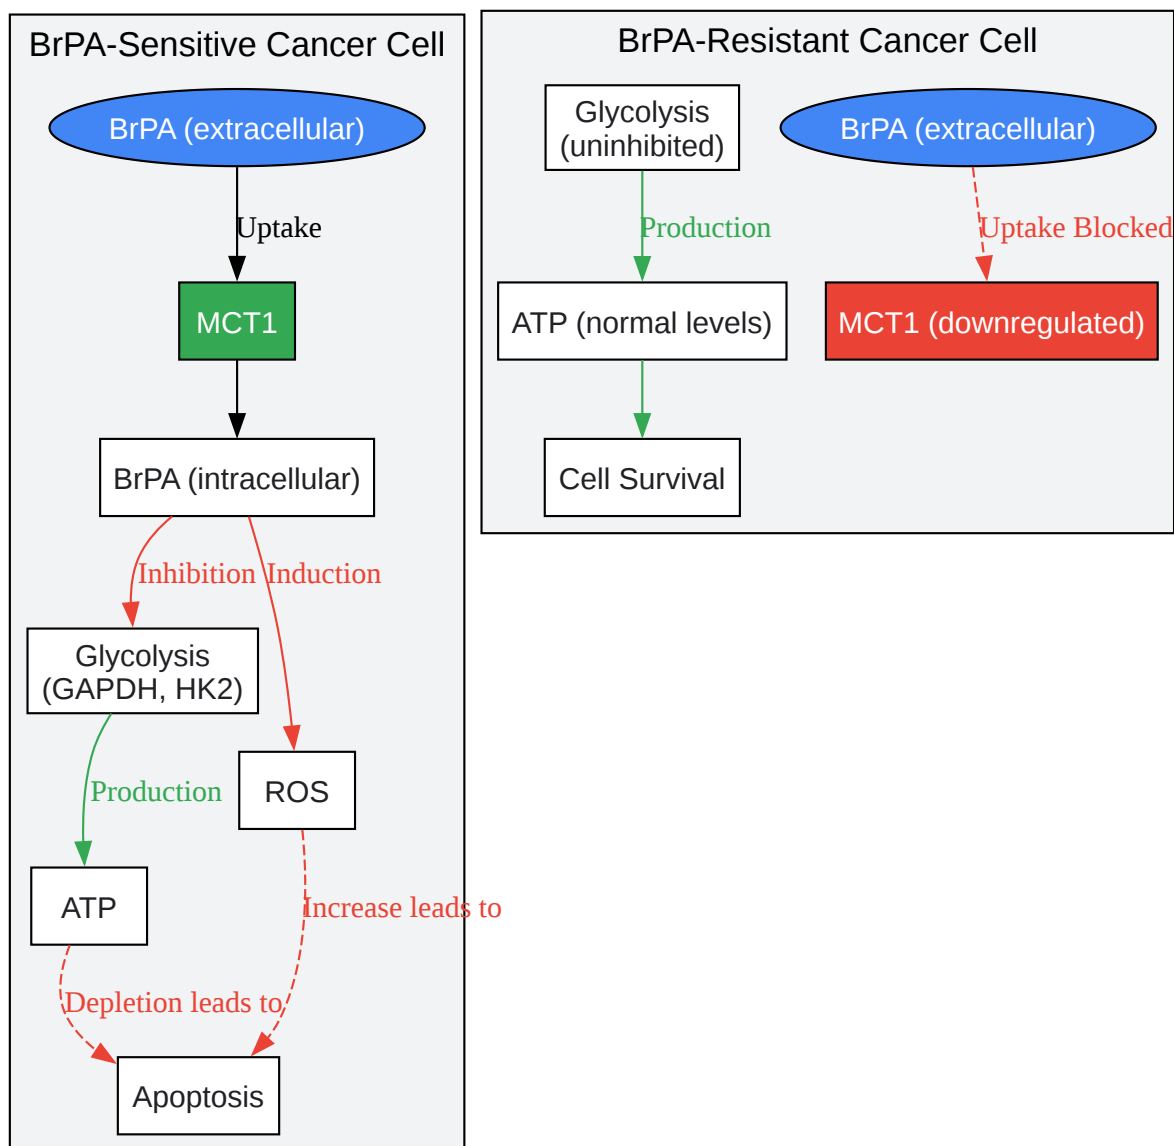 BrPA-Sensitive Cancer Cell
BrPA (extracellular)
Uptake
MCT1
BrPA (intracellular)
Inhibition
Induction
Glycolysis
(GAPDH, HK2)
Production
ROS
ATP
Increase leads to
Depletion leads to
Apoptosis
BrPA-Resistant Cancer Cell
Glycolysis
(uninhibited)
BrPA (extracellular)
Production
Uptake Blocked
ATP (normal levels)
MCT1 (downregulated)
Cell Survival